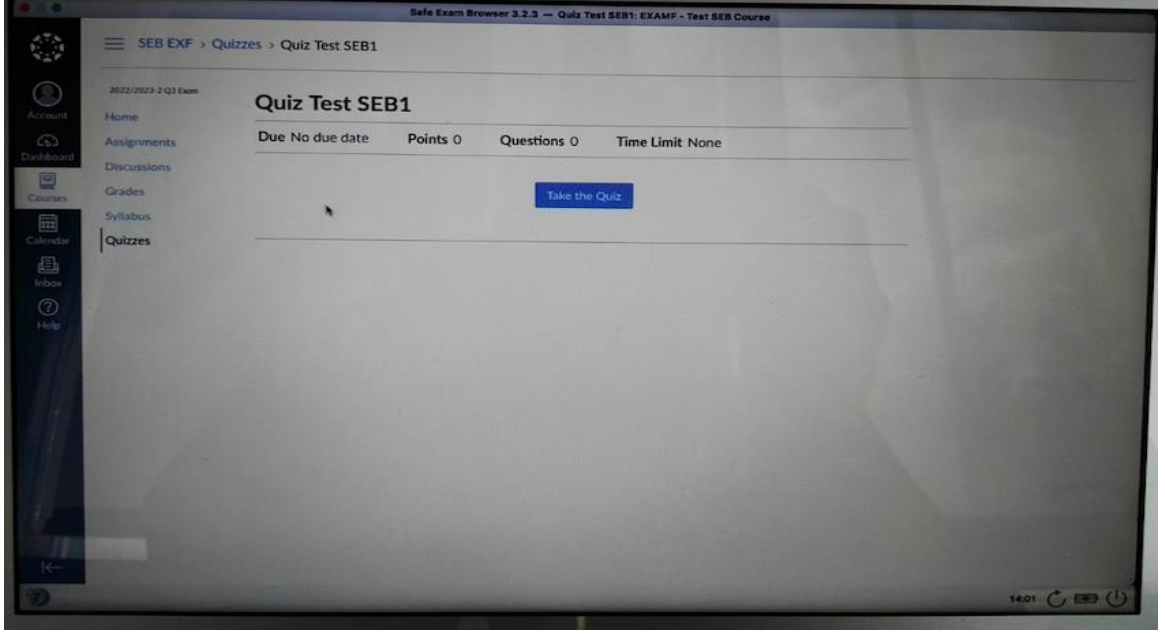 Safe Exam Browser 3.2.3 — Quiz Test SEB1: EXAMF - Test SEB Course
SEB EXF > Quizzes > Quiz Test SEB1
Account
Dashboard
Courses
Calendar
Inbox
Help
2022/2023-2 Q3 Exam
Home
Assignments
Discussions
Grades
Syllabus
Quizzes
Quiz Test SEB1
Due No due date Points 0 Questions 0 Time Limit None
Take the Quiz
14:01